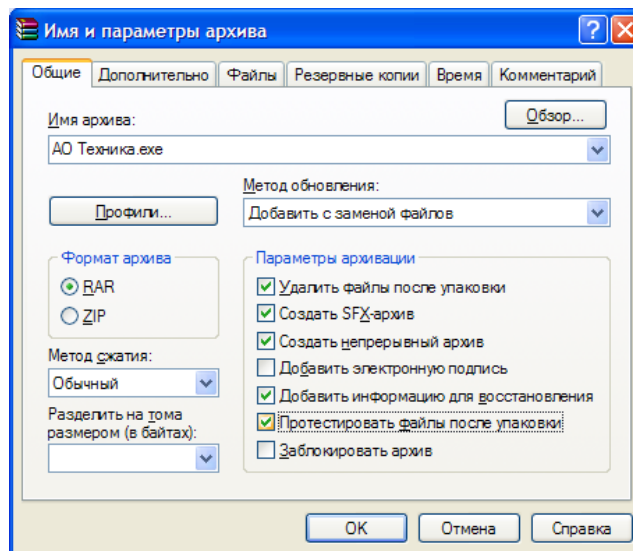 Имя и параметры архива
Общие Дополнительно Файлы Резервные копии Время Комментарий
Имя архива:
Обзор...
АО Техника.exe
Метод обновления:
Профили...
Добавить с заменой файлов
Формат архива
RAR
ZIP
Метод сжатия:
Обычный
Разделить на тома
размером (в байтах):
Параметры архивации
Удалить файлы после упаковки
Создать SFX-архив
Создать непрерывный архив
Добавить электронную подпись
Добавить информацию для восстановления
Протестировать файлы после упаковки
Заблокировать архив
OK Отмена Справка